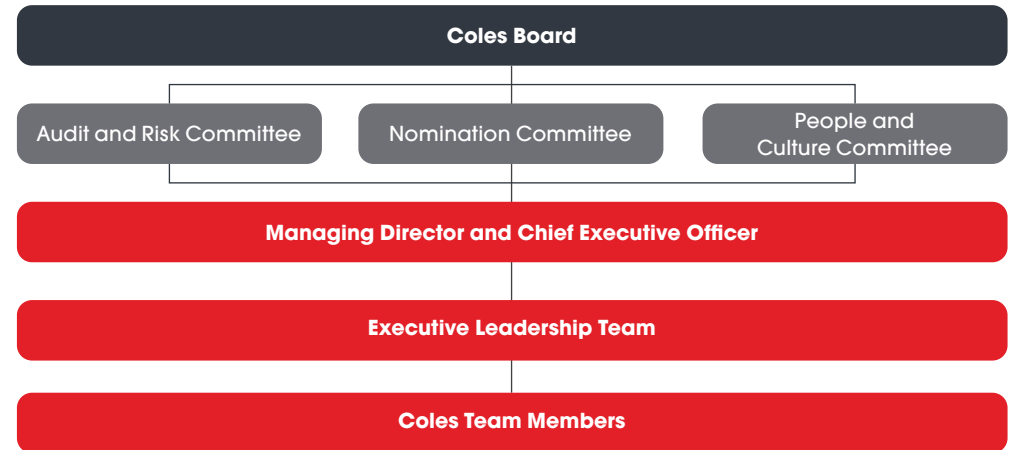 Coles Board
Audit and Risk Committee
Nomination Committee
People and
Culture Committee
Managing Director and Chief Executive Officer
Executive Leadership Team
Coles Team Members